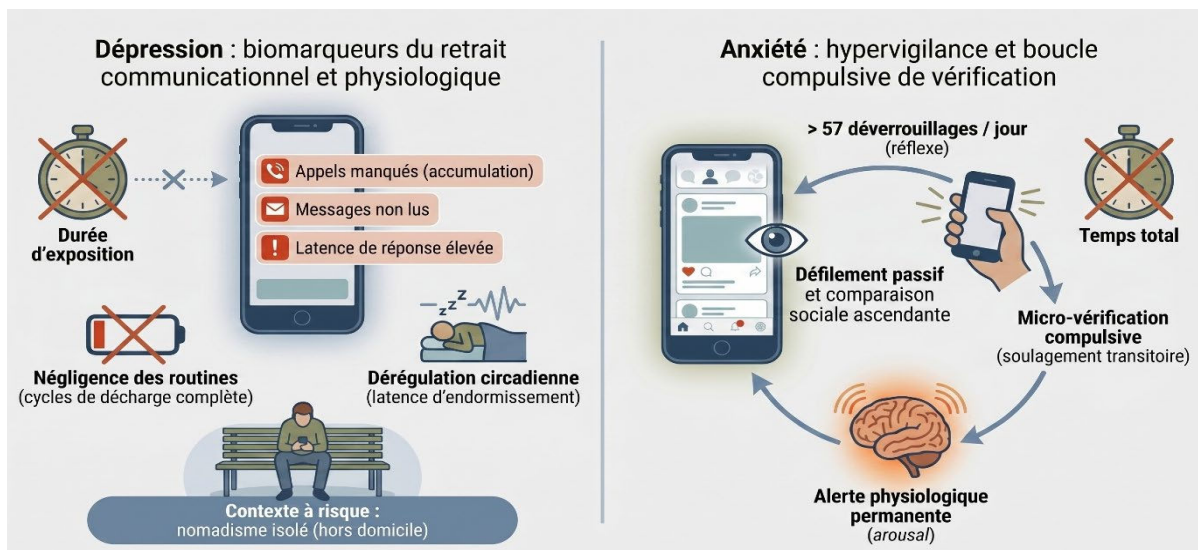 Dépression : biomarqueurs du retrait
communicationnel et physiologique
Durée
d'exposition
Appels manqués (accumulation)
Messages non lus
Latence de réponse élevée
Négligence des routines
(cycles de décharge complète)
zzZ
Dérégulation circadienne
(latence d'endormissement)
Contexte à risque :
nomadisme isolé (hors domicile)
Anxiété : hypervigilance et boucle
compulsive de vérification
> 57 déverrouillages / jour
(réflexe)
Temps total
Défilement passif
et comparaison
sociale ascendante
Micro-vérification
compulsive
(soulagement transitoire)
Alerte physiologique
permanente
(arousal)